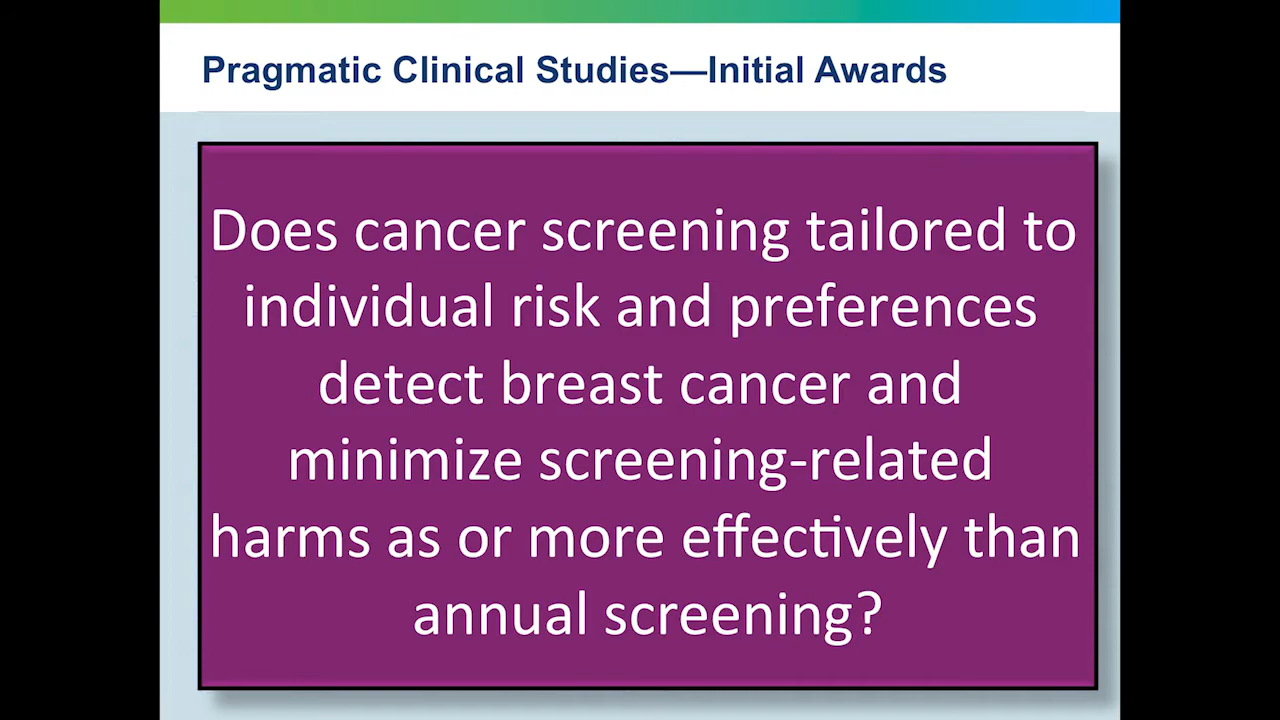 Pragmatic Clinical Studies—Initial Awards
Does cancer screening tailored to
individual risk and preferences
detect breast cancer and
minimize screening-related
harms as or more effectively than
annual screening?